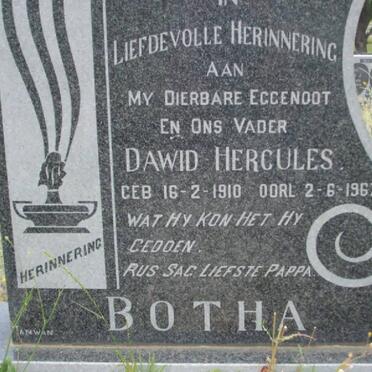 IN
LIEFDEVOLLE HERINNERING
AAN
MY DIERBARE EGGENOOT
EN ONS VADER
DAWID HERCULES
GEB 16-2-1910 OORL 2-6-196
WAT HY KON HET HY
GEDOEN.
RUS SAG LIEFSTE PAPPA.
HERINNERING
BOTHA